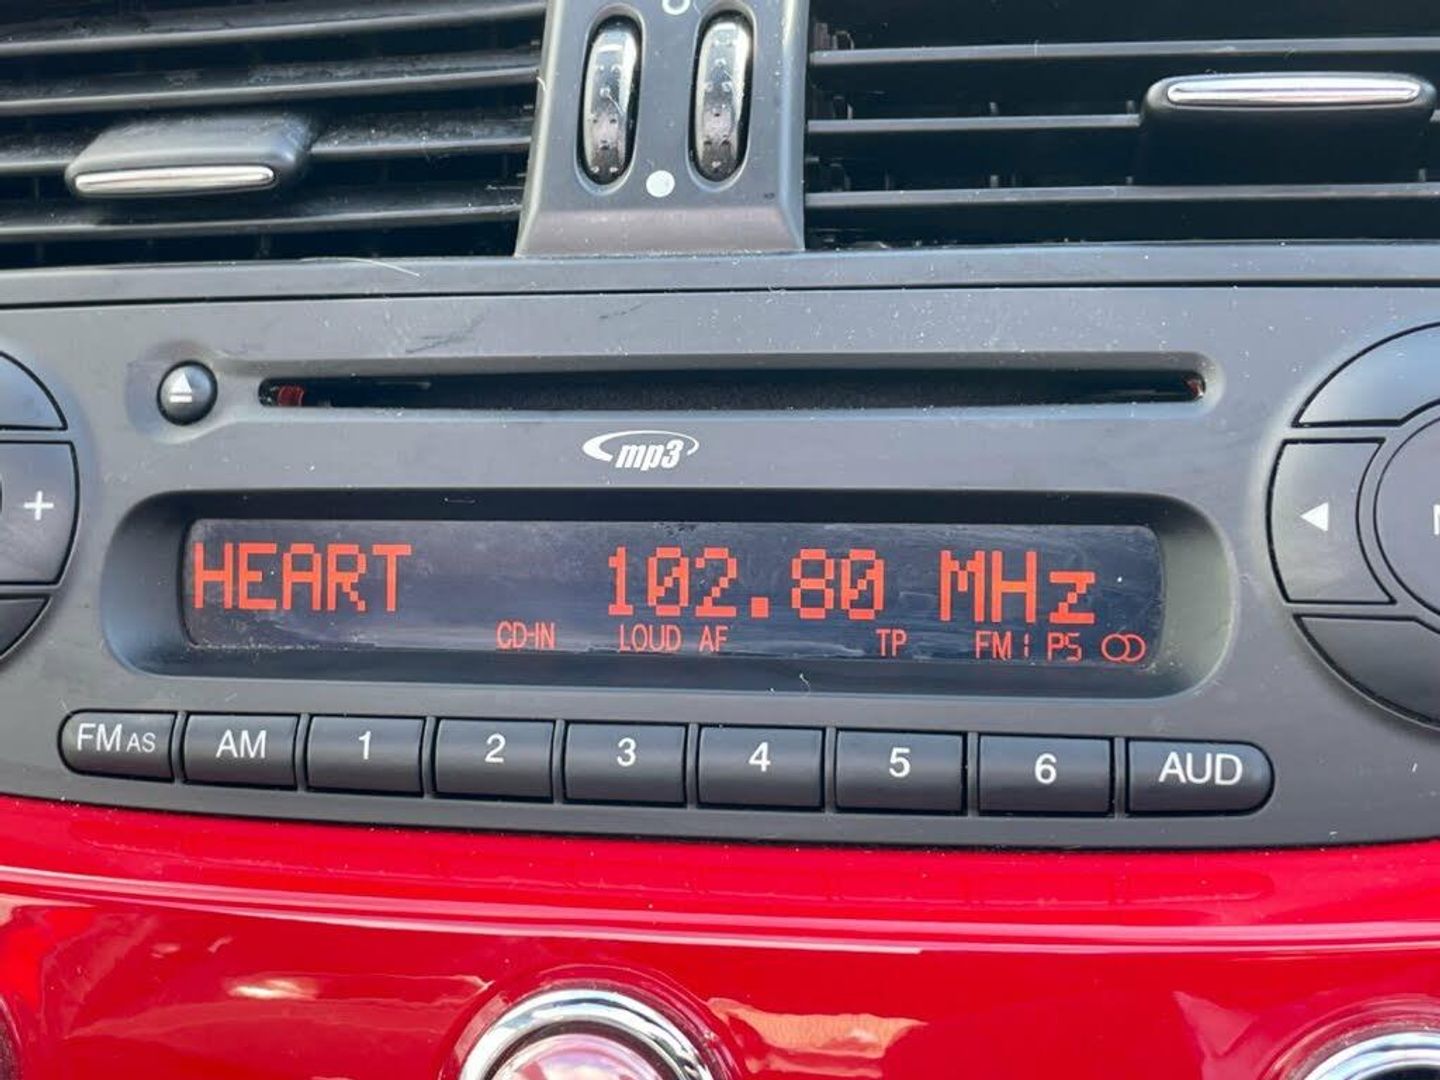 mp3
HEART 102.80 MHz
CD-IN LOUD AF TP FM1 PS
FM AS AM 1 2 3 4 5 6 AUD
+